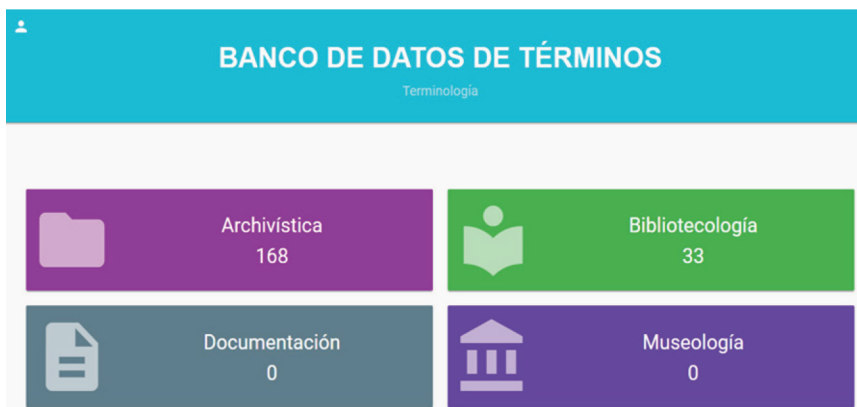 BANCO DE DATOS DE TÉRMINOS
Terminología
Archivística
168
Bibliotecología
33
Documentación
0
Museología
0